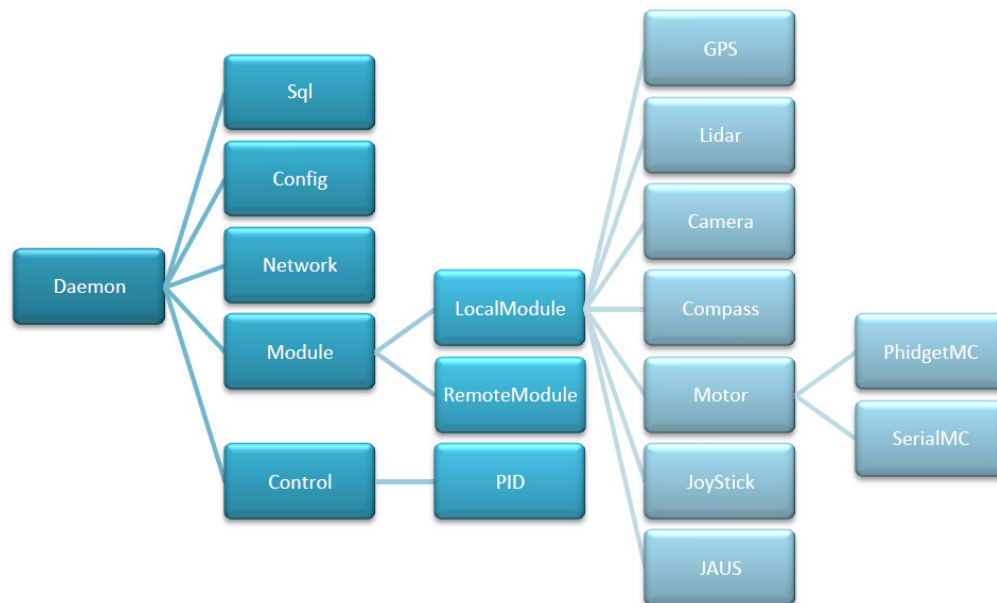 Daemon
Sql
Config
Network
Module
Control
LocalModule
RemoteModule
PID
GPS
Lidar
Camera
Compass
Motor
JoyStick
JAUS
PhidgetMC
SerialMC